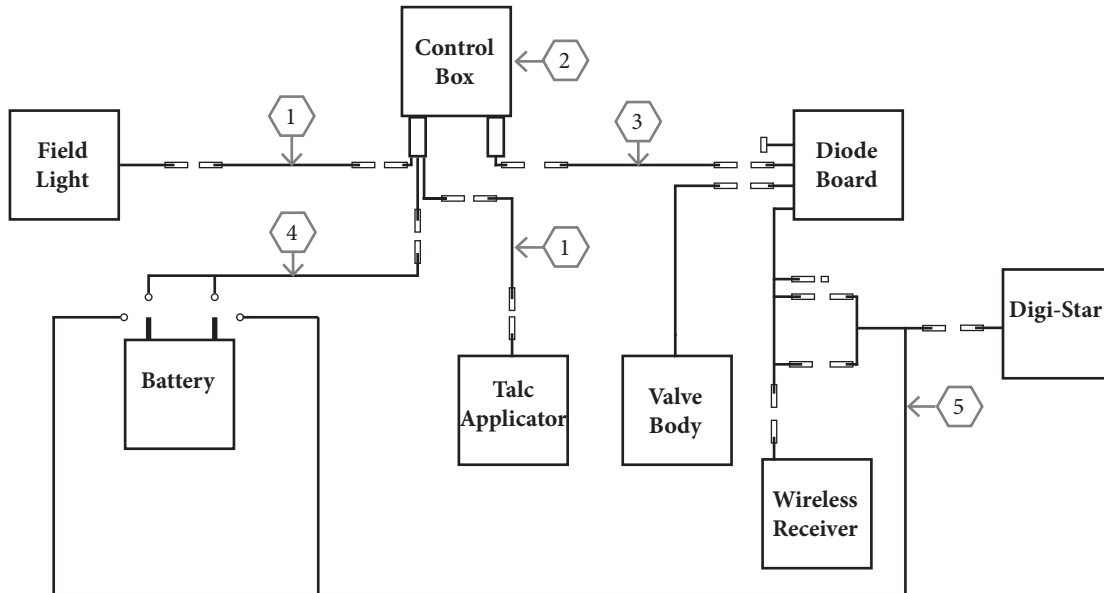 Control
Box
2
1
3
Field
Light
Diode
Board
4
1
Digi-Star
Battery
Talc
Applicator
Valve
Body
5
Wireless
Receiver